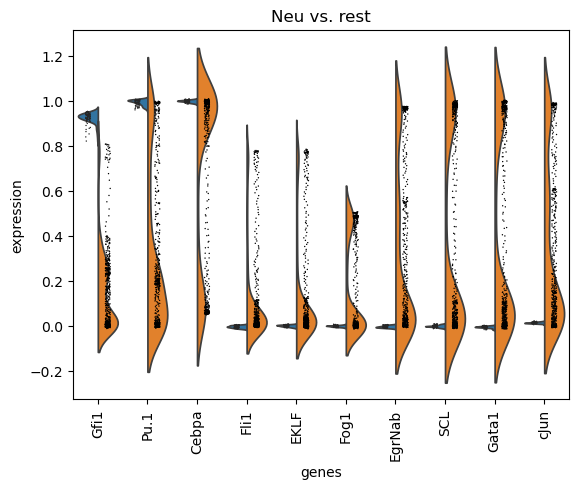 Neu vs. rest
expression
1.2
1.0
0.8
0.6
0.4
0.2
0.0
−0.2
Gfi1
Pu.1
Cebpa
Fli1
EKLF
Fog1
EgrNab
SCL
Gata1
cJun
genes